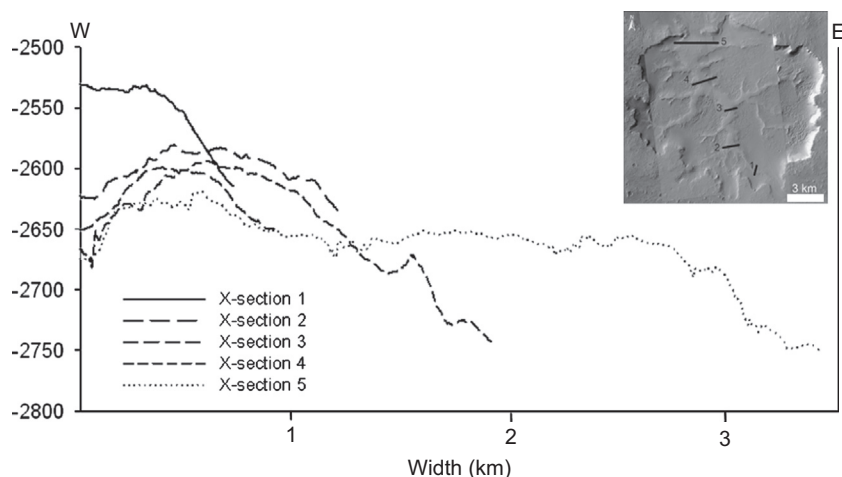 W
E
-2500
-2550
-2600
-2650
-2700
-2750
-2800
X-section 1
X-section 2
X-section 3
X-section 4
X-section 5
1
2
3
Width (km)
N
5
4
3
2
1
3 km